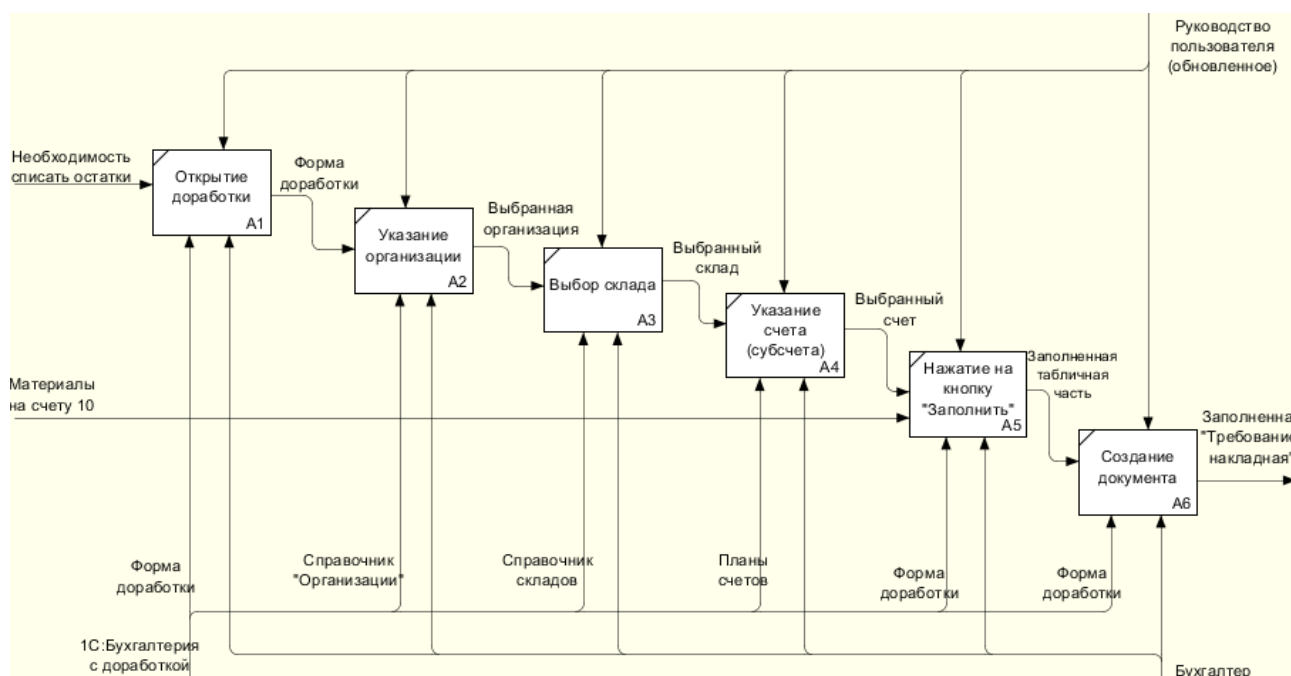 Руководство
пользователя
(обновленное)
Необходимость
списать остатки
Открытие
доработки
A1
Форма
доработки
Указание
организации
A2
Выбранная
организация
Выбор склада
A3
Выбранный
склад
Указание
счета
(субсчета)
A4
Выбранный
счет
Нажатие на
кнопку
"Заполнить"
A5
Заполненная
табличная
часть
Материалы
на счету 10
Создание
документа
A6
Заполненна
"Требование
накладная"
Форма
доработки
Справочник
"Организации"
Справочник
складов
Планы
счетов
Форма
доработки
Форма
доработки
1С:Бухгалтерия
с доработкой
Бухгалтер